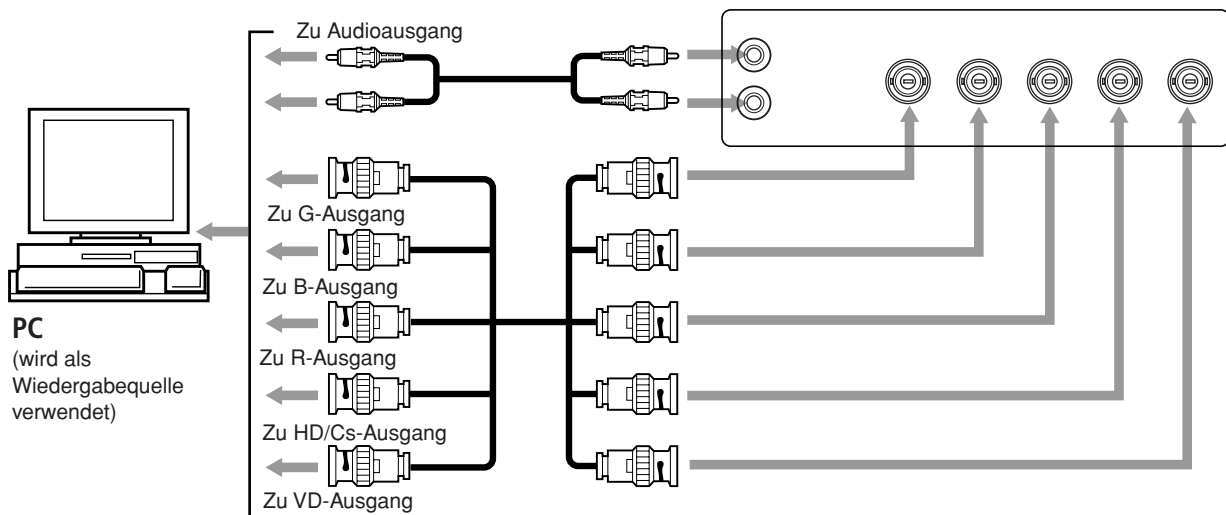 Zu Audioausgang
Zu G-Ausgang
Zu B-Ausgang
Zu R-Ausgang
Zu HD/Cs-Ausgang
Zu VD-Ausgang
PC
(wird als
Wiedergabequelle
verwendet)